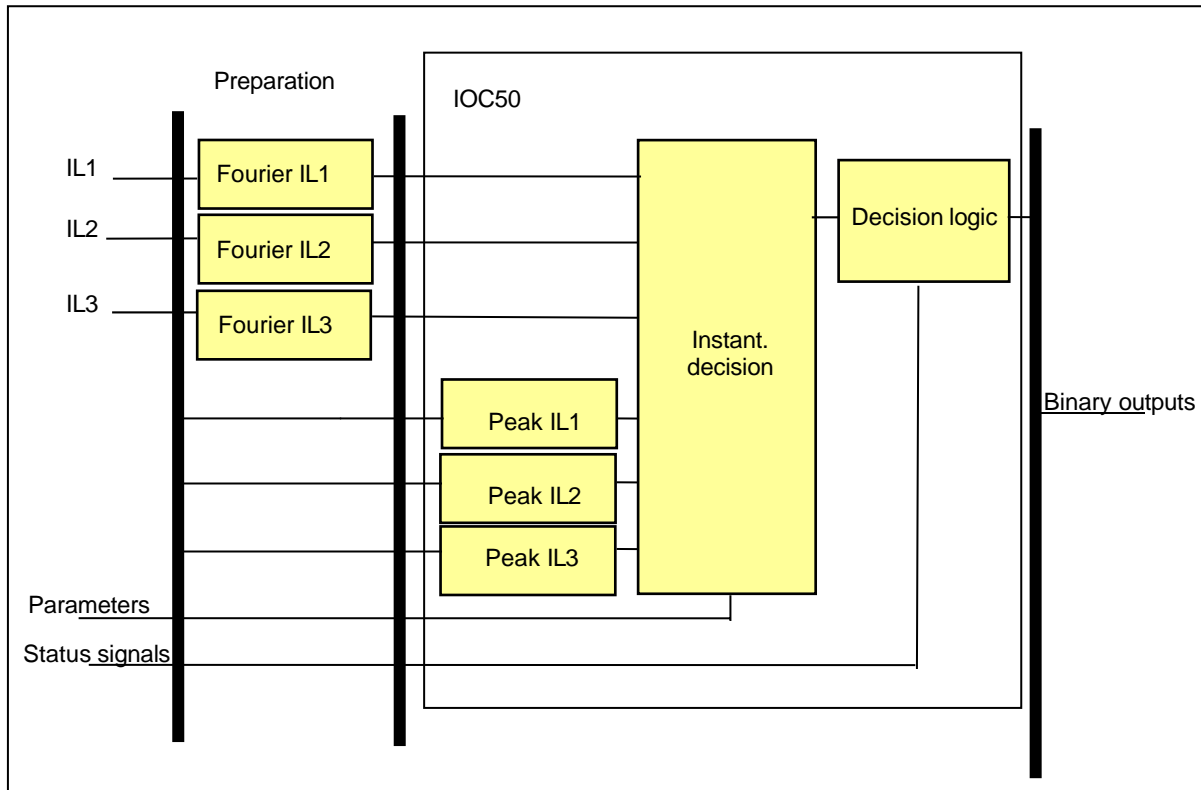 Preparation
IOC50
IL1
Fourier IL1
IL2
Fourier IL2
IL3
Fourier IL3
Decision logic
Instant.
decision
Peak IL1
Binary outputs
Peak IL2
Peak IL3
Parameters
Status signals